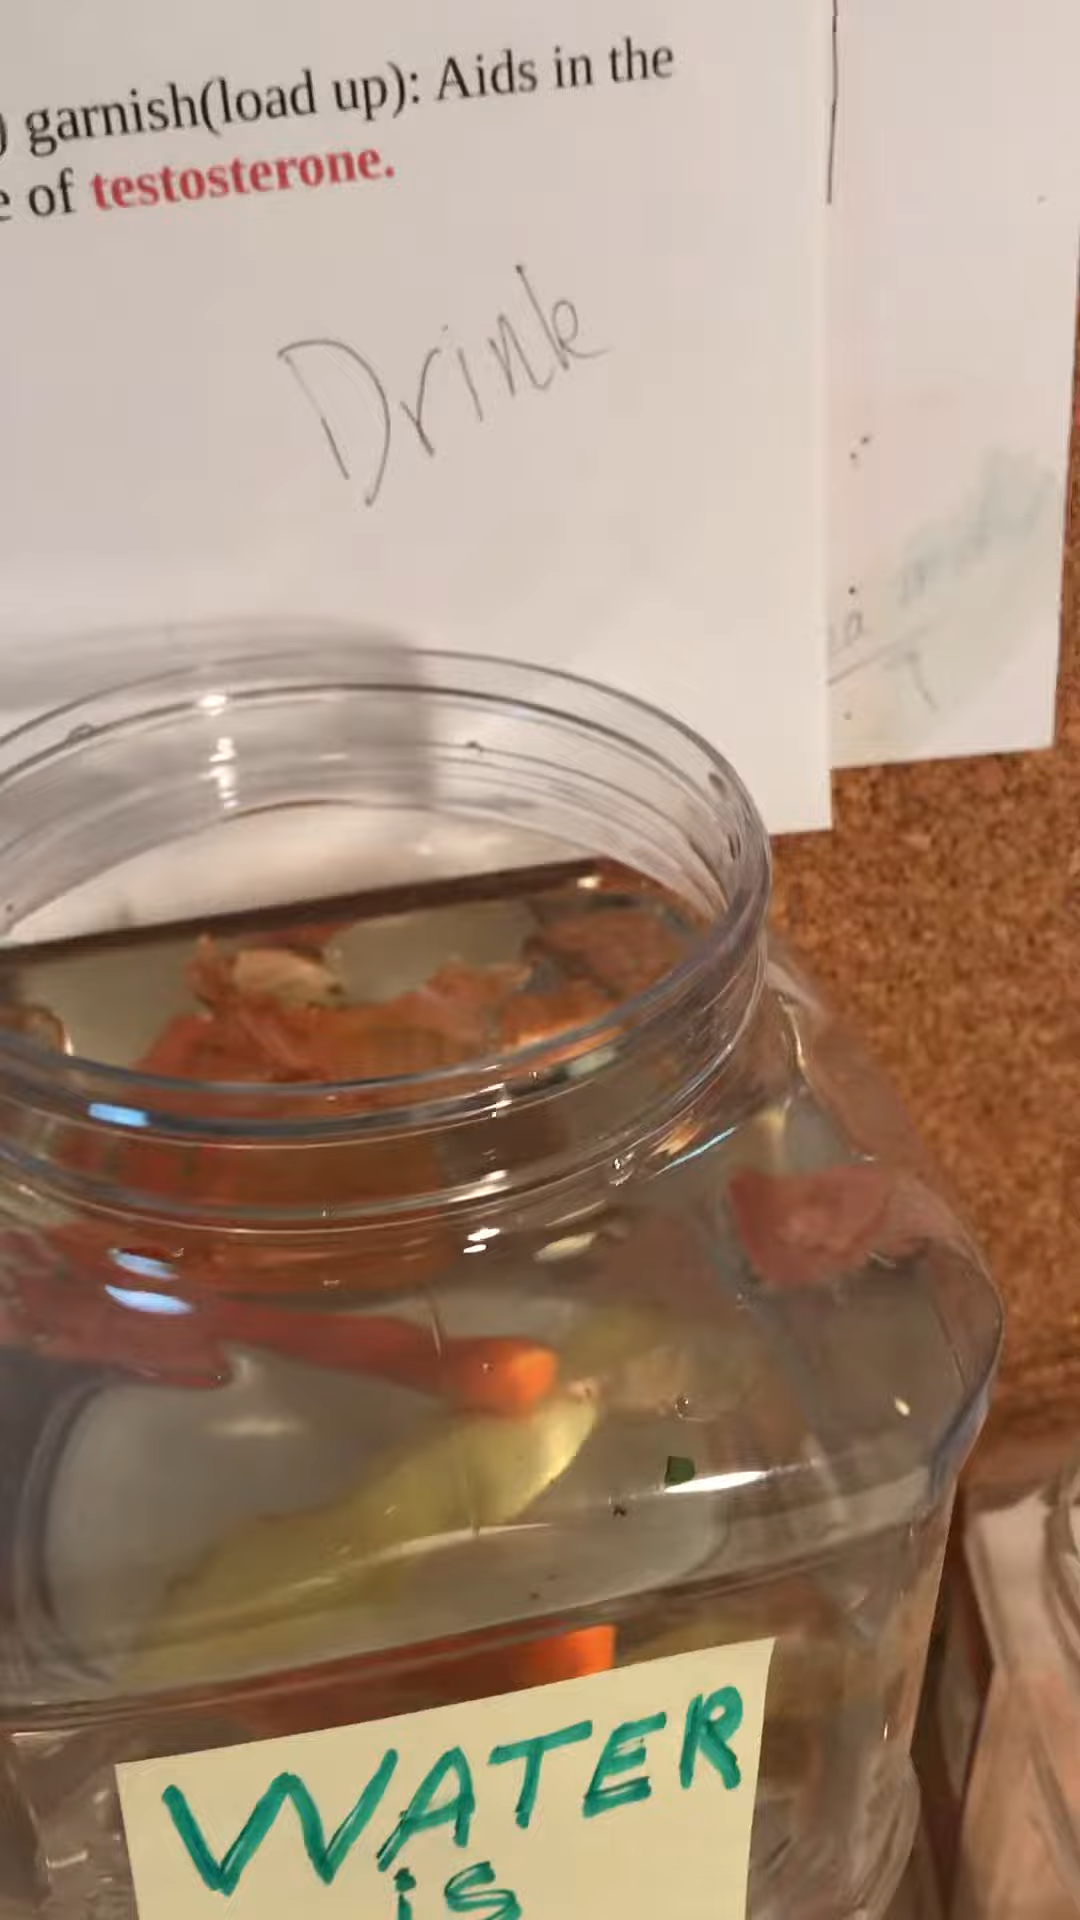 ) garnish(load up): Aids in the
e of testosterone.
Drink
WATER
is